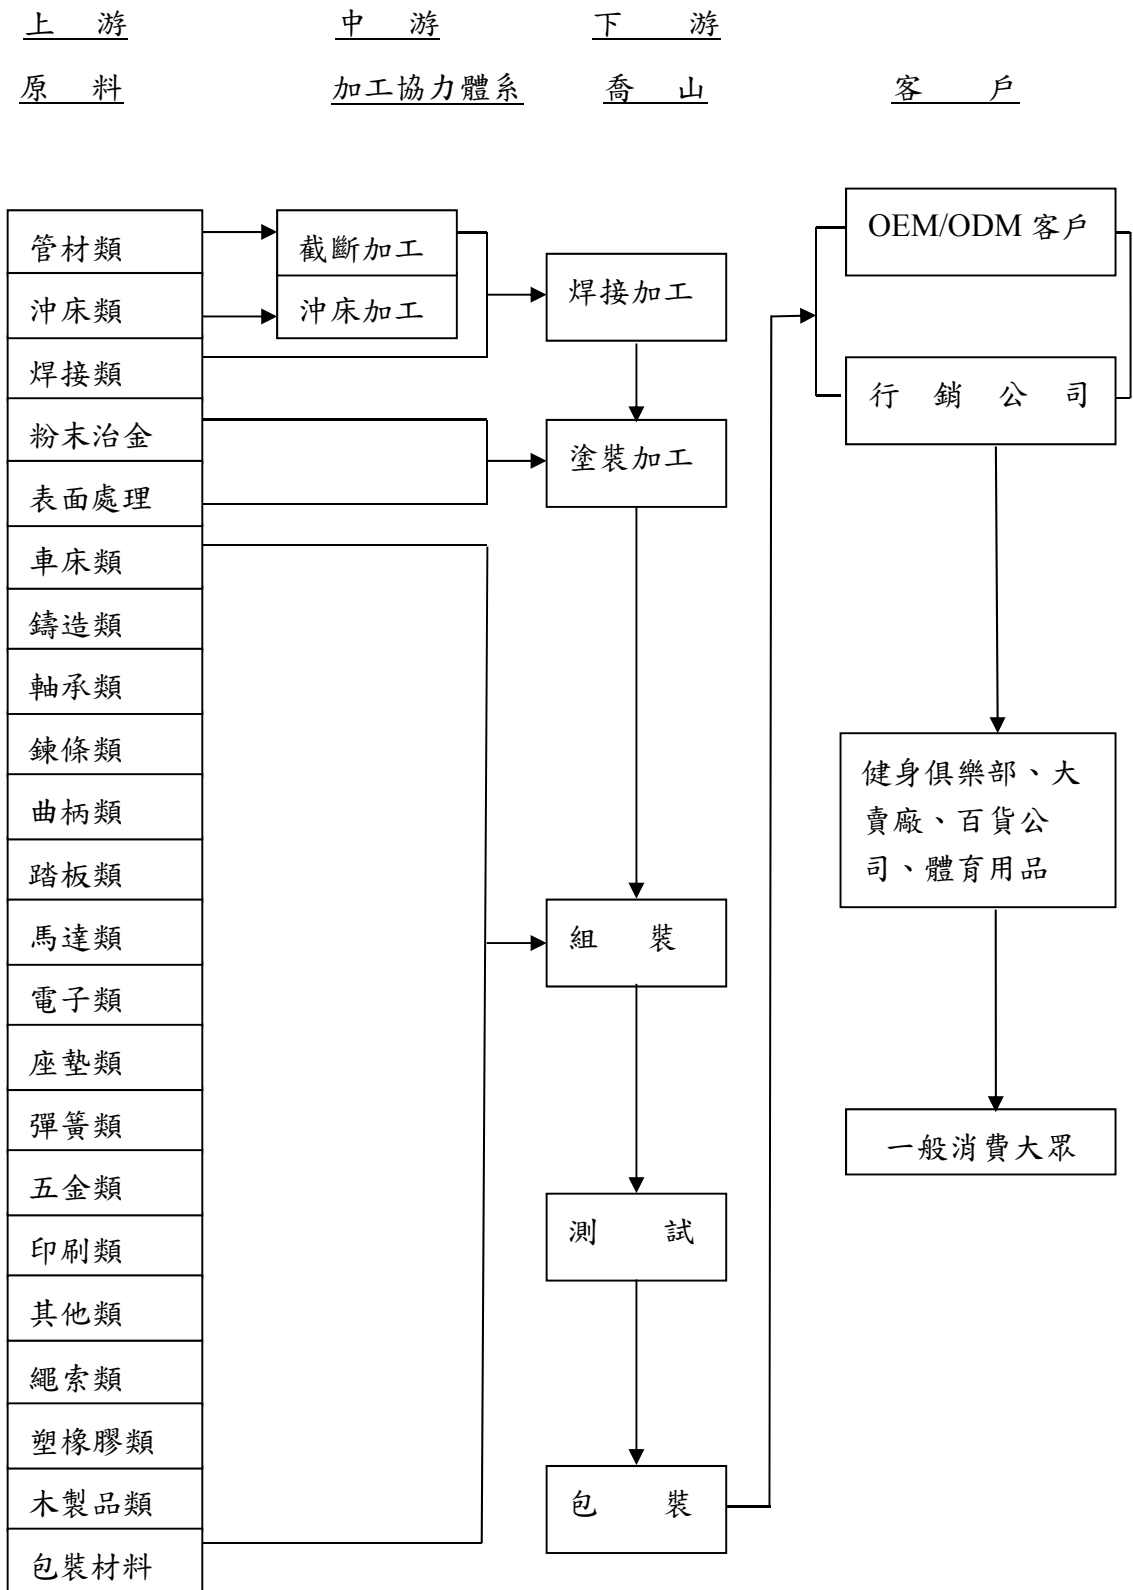 上 游
中 游
下 游
原 料
加工協力體系
喬 山
客 戶
管材類
沖床類
焊接類
粉末治金
表面處理
車床類
鑄造類
軸承類
鍊條類
曲柄類
踏板類
馬達類
電子類
座墊類
彈簧類
五金類
印刷類
其他類
繩索類
塑橡膠類
木製品類
包裝材料
截斷加工
沖床加工
焊接加工
塗裝加工
組 裝
測 試
包 裝
OEM/ODM 客戶
行 銷 公 司
健身俱樂部、大
賣廠、百貨公
司、體育用品
一般消費大眾